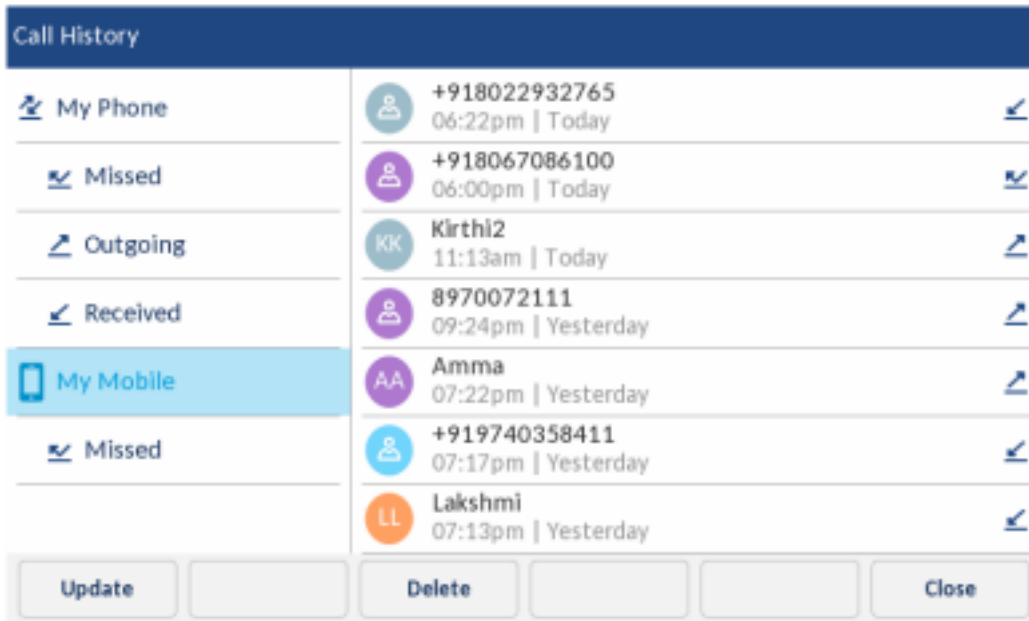 Call History
My Phone
Missed
Outgoing
Received
My Mobile
Missed
+918022932765
06:22pm | Today
+918067086100
06:00pm | Today
KK
Kirthi2
11:13am | Today
8970072111
09:24pm | Yesterday
AA
Amma
07:22pm | Yesterday
+919740358411
07:17pm | Yesterday
LL
Lakshmi
07:13pm | Yesterday
Update
Delete
Close